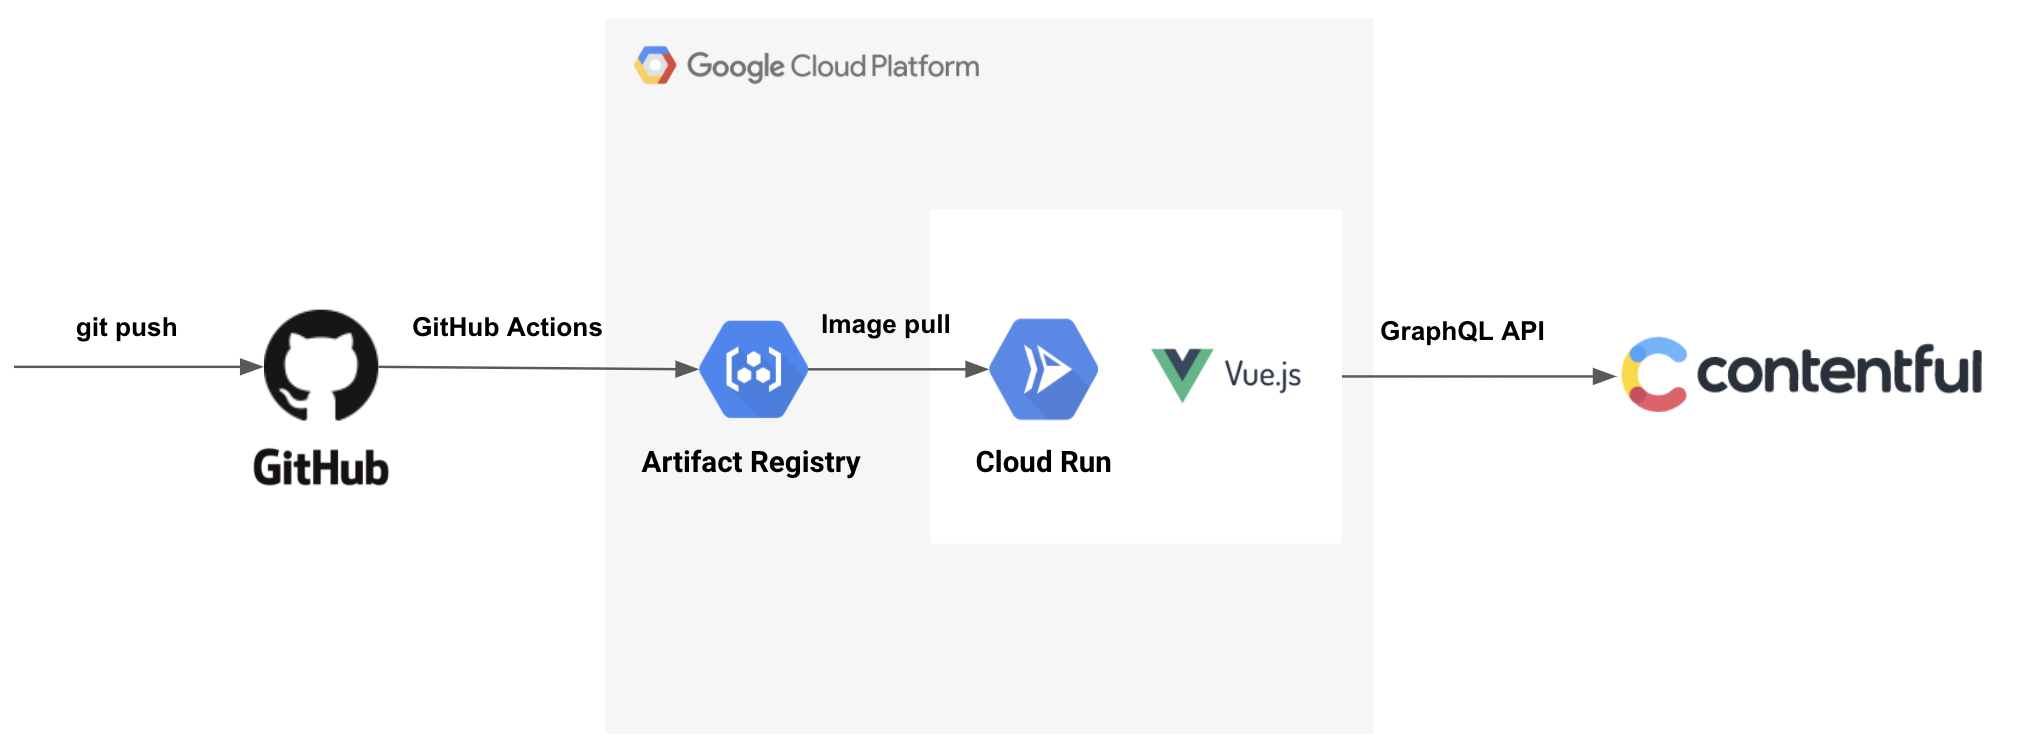 Google Cloud Platform
git push
GitHub Actions
Image pull
GraphQL API
Vue.js
contentful
GitHub
Artifact Registry
Cloud Run